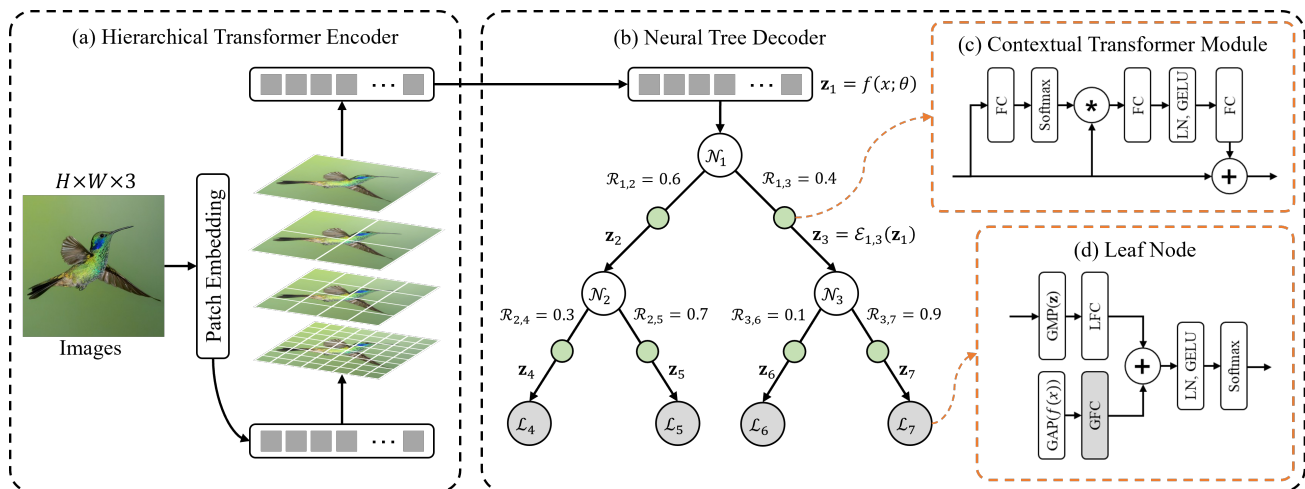 (a) Hierarchical Transformer Encoder
H×W×3
Images
Patch Embedding
...
...
(b) Neural Tree Decoder
...
𝐳₁ = f(x; θ)
𝒩₁
ℛ₁,₂ = 0.6
ℛ₁,₃ = 0.4
𝐳₂
𝐳₃ = ℰ₁,₃(𝐳₁)
𝒩₂
𝒩₃
ℛ₂,₄ = 0.3
ℛ₂,₅ = 0.7
ℛ₃,₆ = 0.1
ℛ₃,₇ = 0.9
𝐳₄
𝐳₅
𝐳₆
𝐳₇
ℒ₄
ℒ₅
ℒ₆
ℒ₇
(c) Contextual Transformer Module
FC
Softmax
*
FC
LN, GELU
FC
+
(d) Leaf Node
GMP(𝐳)
LFC
GAP(f(x))
GFC
+
LN, GELU
Softmax